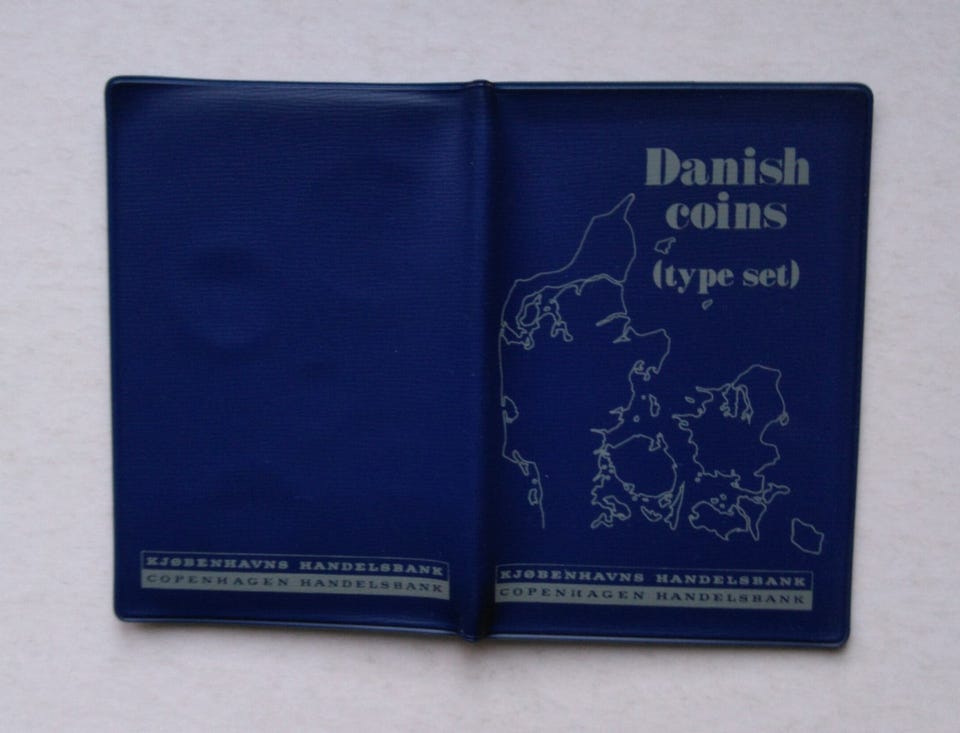 Danish
coins
(type set)
KJØBENHAVNS HANDELSBANK
COPENHAGEN HANDELSBANK
KJØBENHAVNS HANDELSBANK
COPENHAGEN HANDELSBANK